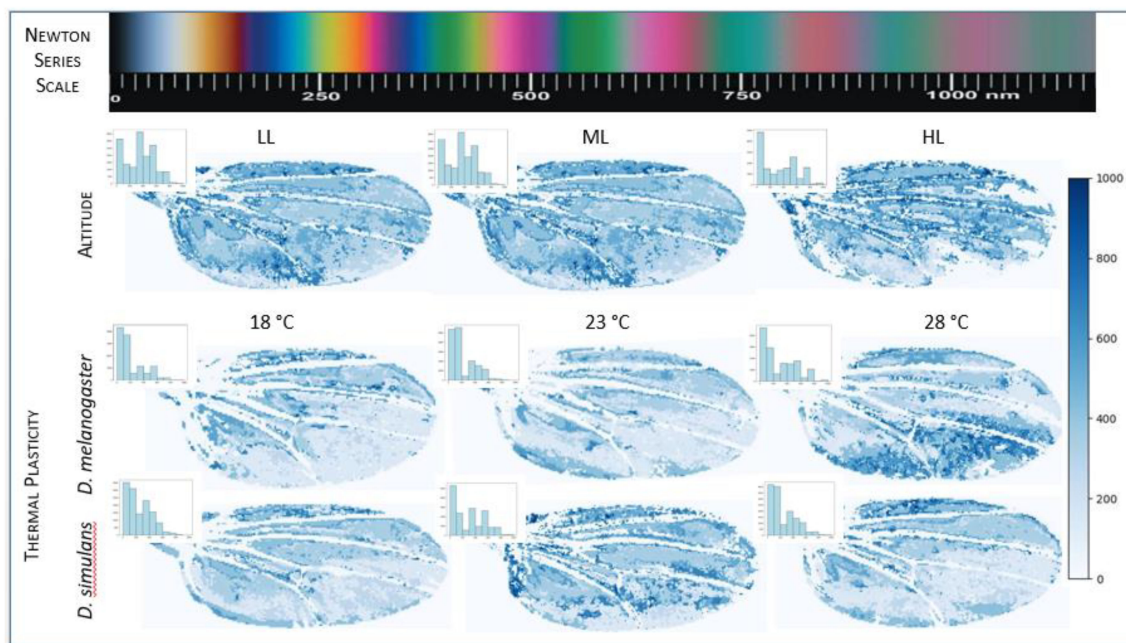 NEWTON
SERIES
SCALE
0 250 500 750 1000 nm
LL ML HL
ALTITUDE
1000
800
600
400
200
0
18 °C 23 °C 28 °C
THERMAL PLASTICITY
D. melanogaster
D. simulans